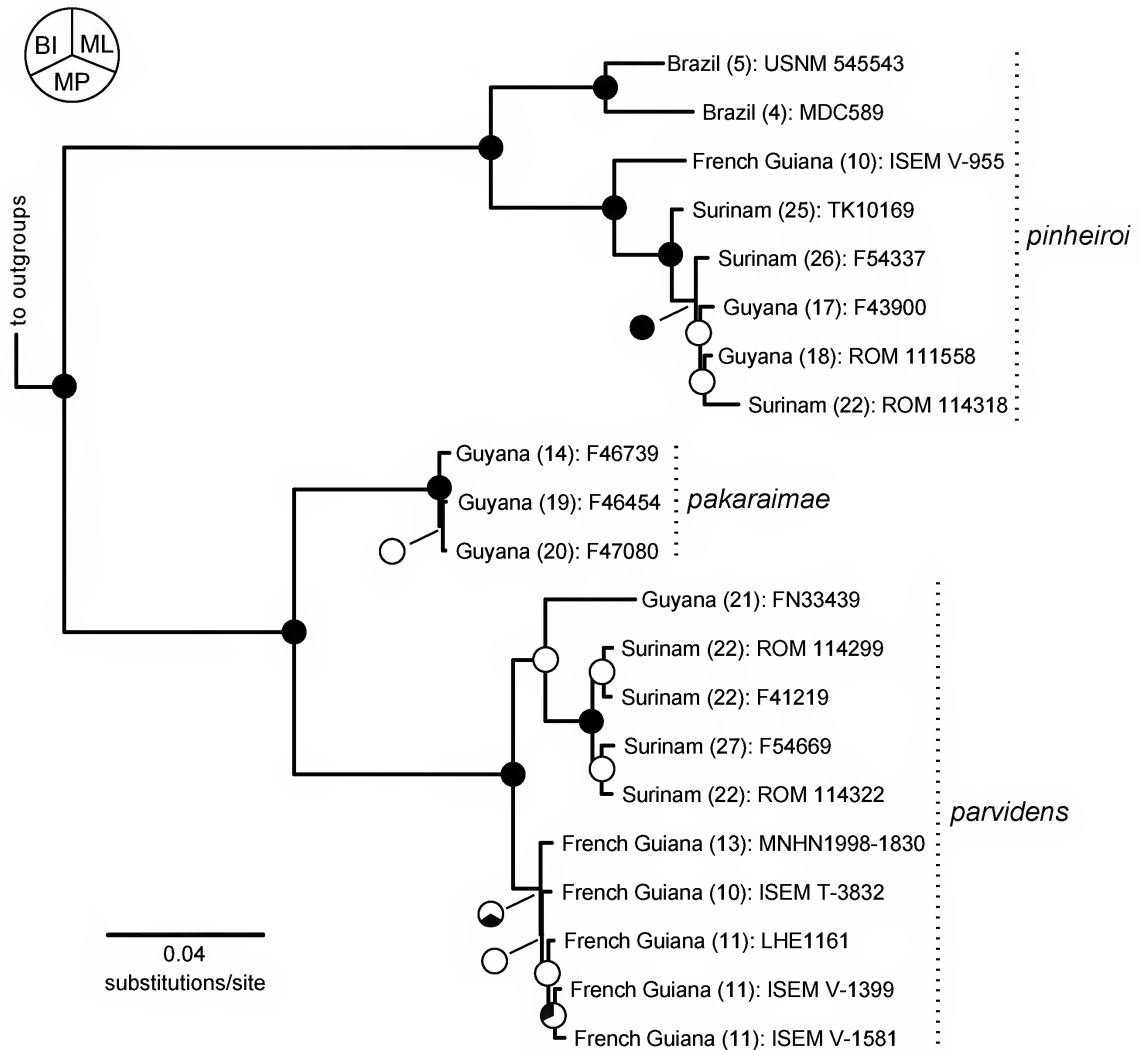 BI ML
MP
Brazil (5): USNM 545543
Brazil (4): MDC589
French Guiana (10): ISEM V-955
Surinam (25): TK10169
to outgroups
pinheiroi
Surinam (26): F54337
Guyana (17): F43900
Guyana (18): ROM 111558
Surinam (22): ROM 114318
Guyana (14): F46739
Guyana (19): F46454
pakaraimae
Guyana (20): F47080
Guyana (21): FN33439
Surinam (22): ROM 114299
Surinam (22): F41219
Surinam (27): F54669
Surinam (22): ROM 114322
parvidens
French Guiana (13): MNHN1998-1830
French Guiana (10): ISEM T-3832
French Guiana (11): LHE1161
French Guiana (11): ISEM V-1399
French Guiana (11): ISEM V-1581
0.04
substitutions/site